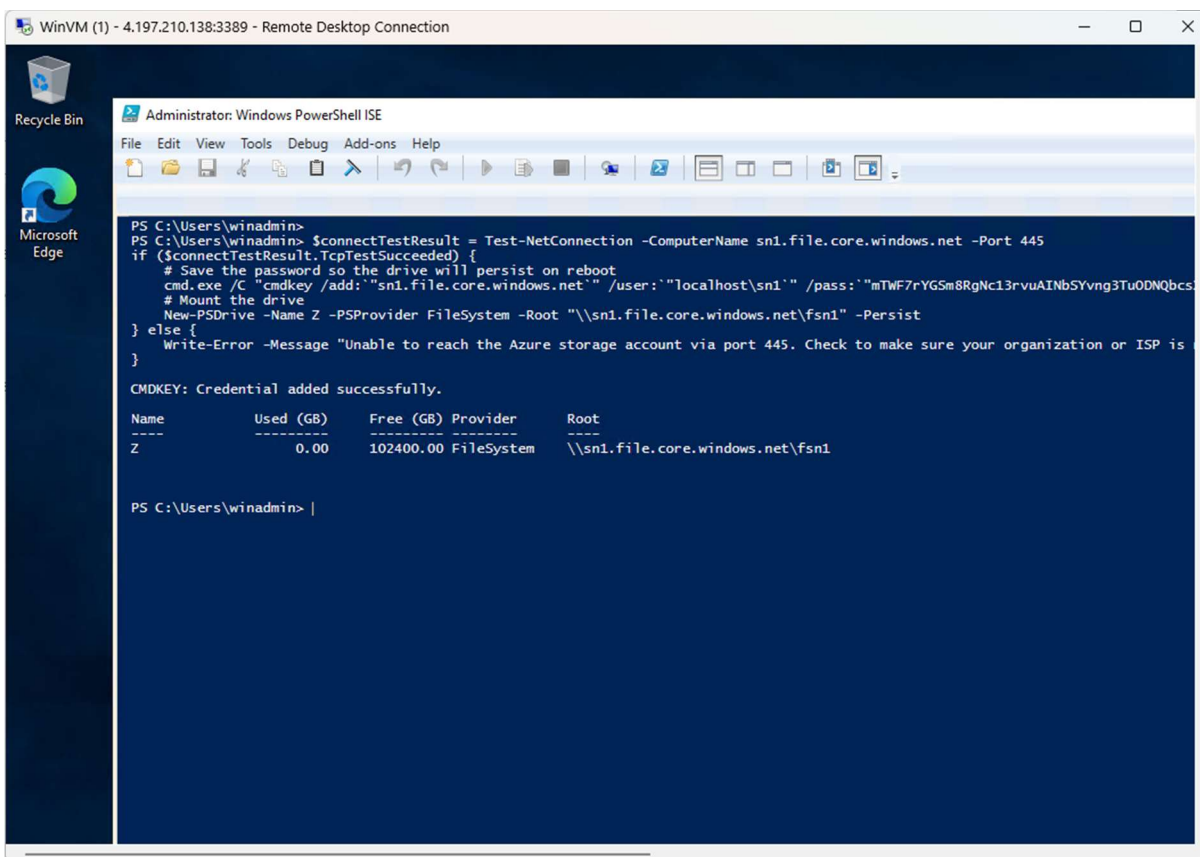 WinVM (1) - 4.197.210.138:3389 - Remote Desktop Connection
Recycle Bin
Microsoft
Edge
Administrator: Windows PowerShell ISE
File Edit View Tools Debug Add-ons Help
PS C:\Users\winadmin>
PS C:\Users\winadmin> $connectTestResult = Test-NetConnection -ComputerName sn1.file.core.windows.net -Port 445
if ($connectTestResult.TcpTestSucceeded) {
# Save the password so the drive will persist on reboot
cmd.exe /C "cmdkey /add:`"sn1.file.core.windows.net`" /user:`"localhost\sn1`" /pass:`"mTWF7rYGSm8RgNc13rvuAINbSYvng3TuODNQbcs
# Mount the drive
New-PSDrive -Name Z -PSProvider FileSystem -Root "\\sn1.file.core.windows.net\fsn1" -Persist
} else {
Write-Error -Message "Unable to reach the Azure storage account via port 445. Check to make sure your organization or ISP is
}
CMDKEY: Credential added successfully.
Name Used (GB) Free (GB) Provider Root
---- --------- --------- -------- ----
Z 0.00 102400.00 FileSystem \\sn1.file.core.windows.net\fsn1
PS C:\Users\winadmin>